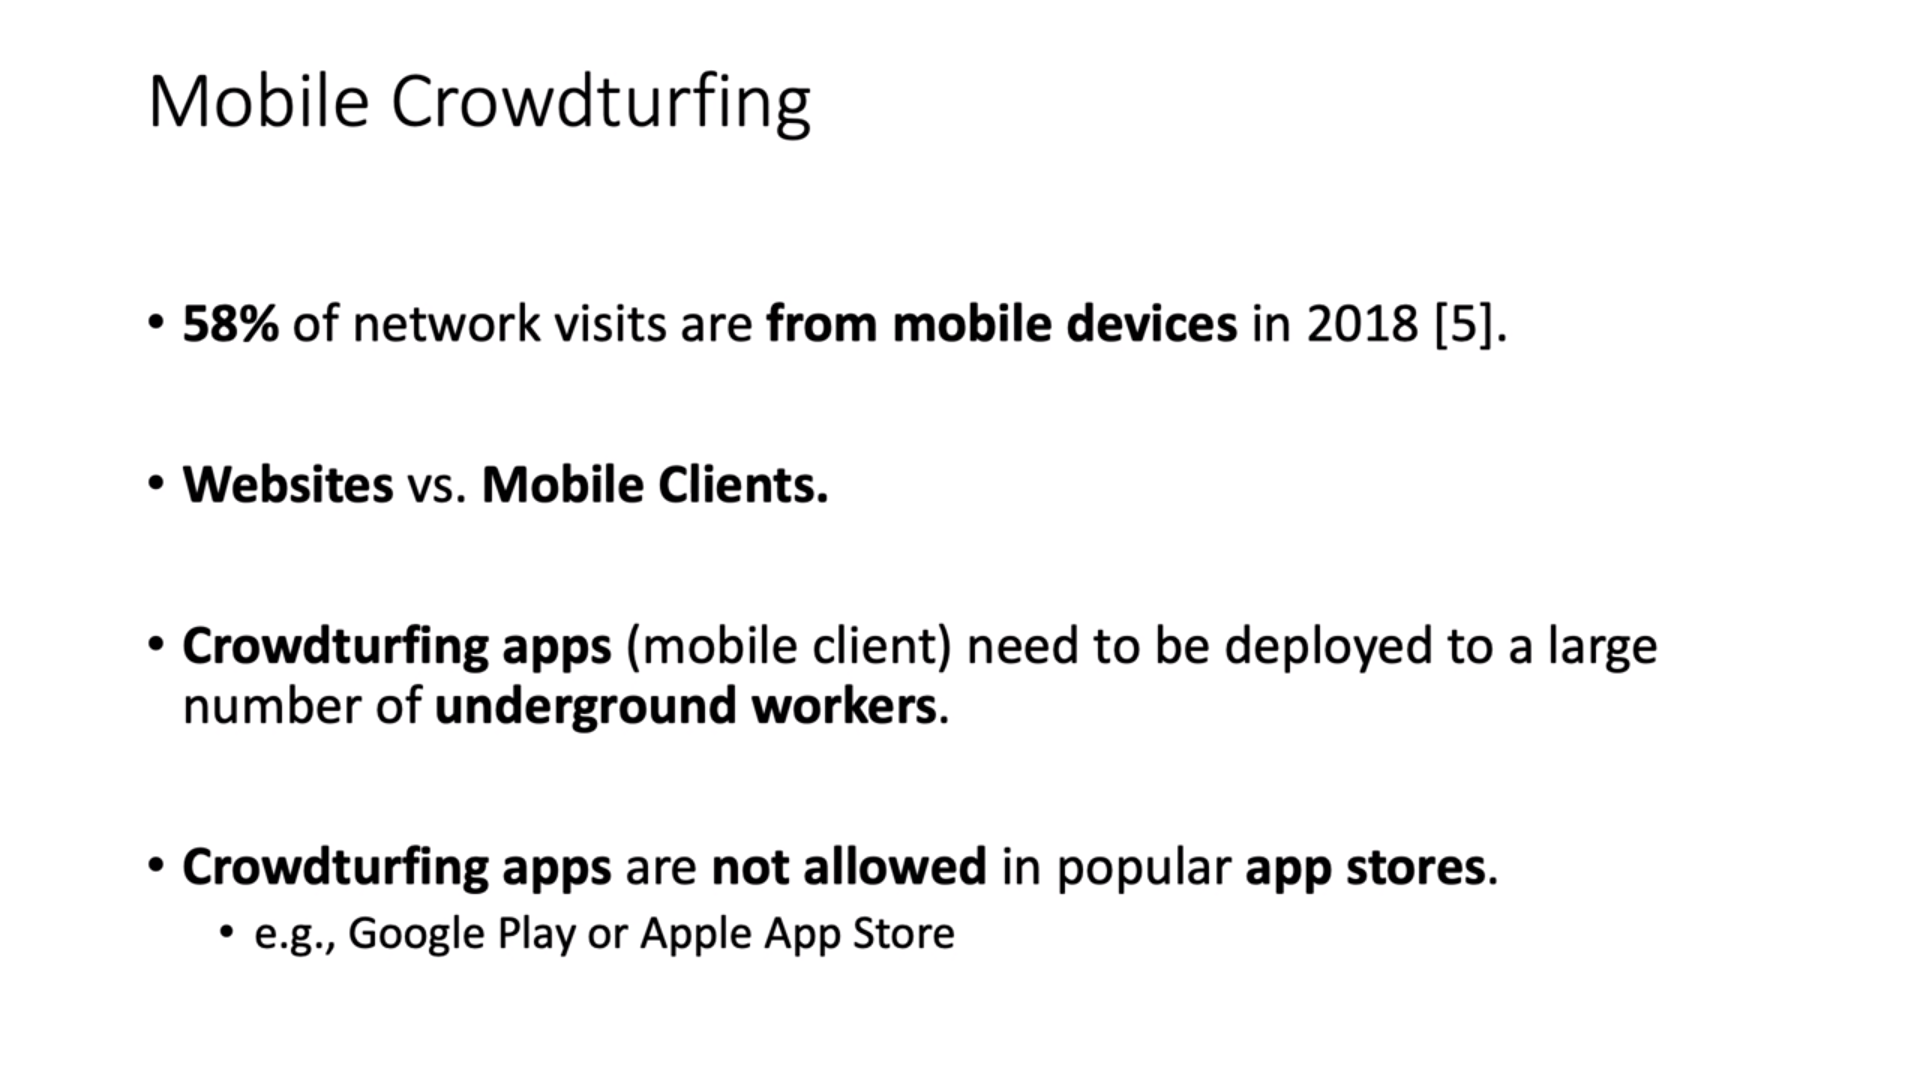 Mobile Crowdturfing
• 58% of network visits are from mobile devices in 2018 [5].
• Websites vs. Mobile Clients.
• Crowdturfing apps (mobile client) need to be deployed to a large
number of underground workers.
• Crowdturfing apps are not allowed in popular app stores.
• e.g., Google Play or Apple App Store